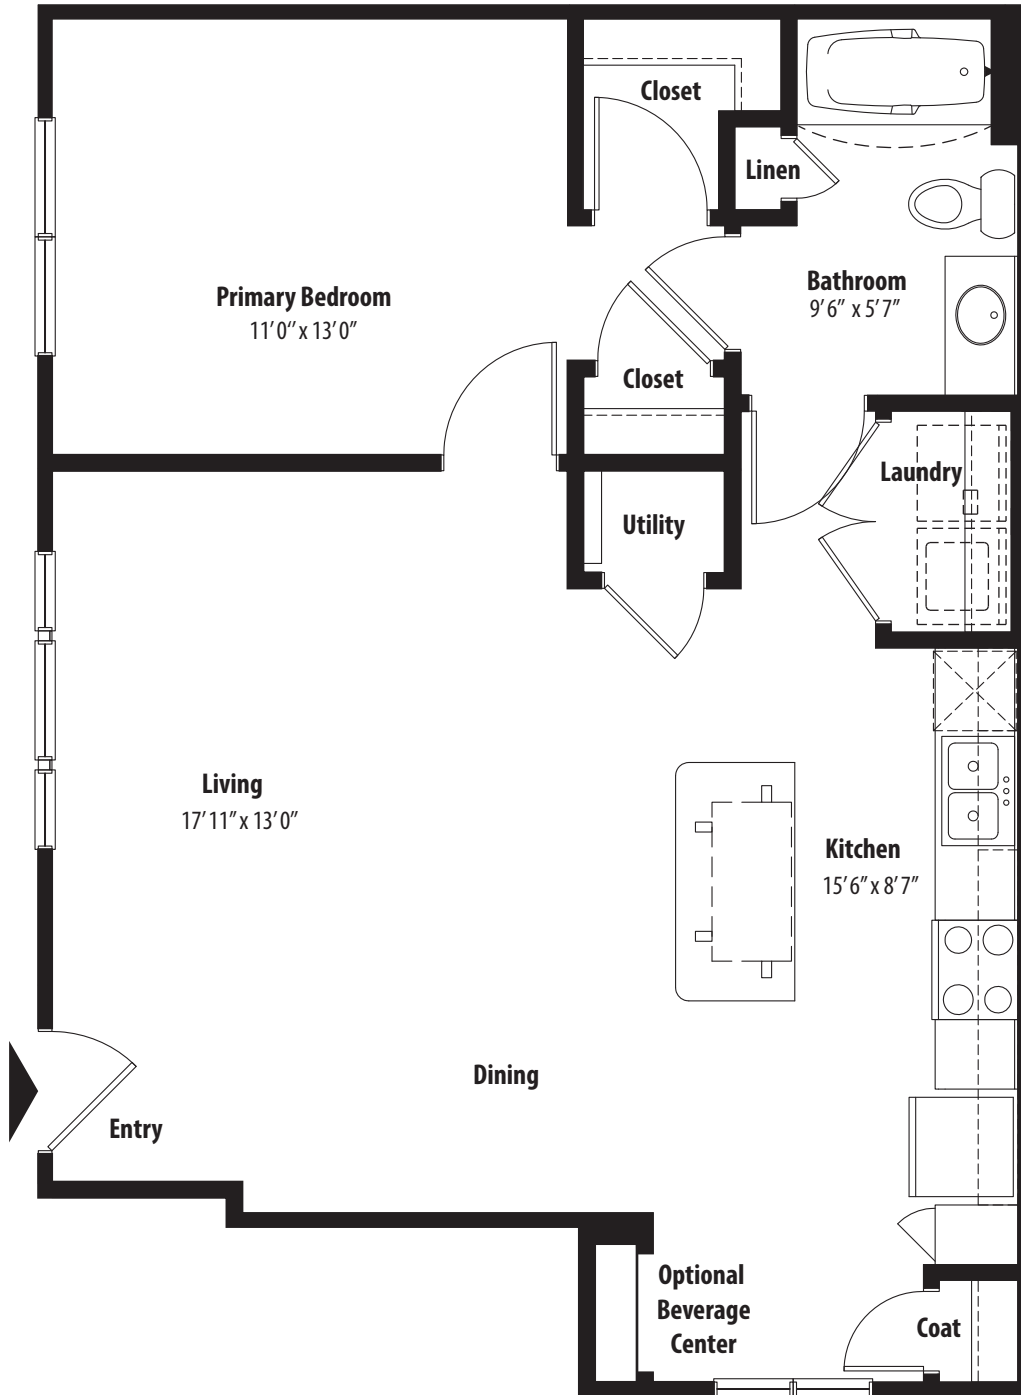 Closet
Linen
Primary Bedroom
11'0" x 13'0"
Bathroom
9'6" x 5'7"
Closet
Laundry
Utility
Living
17'11" x 13'0"
Kitchen
15'6" x 8'7"
Dining
Entry
Optional
Beverage
Center
Coat